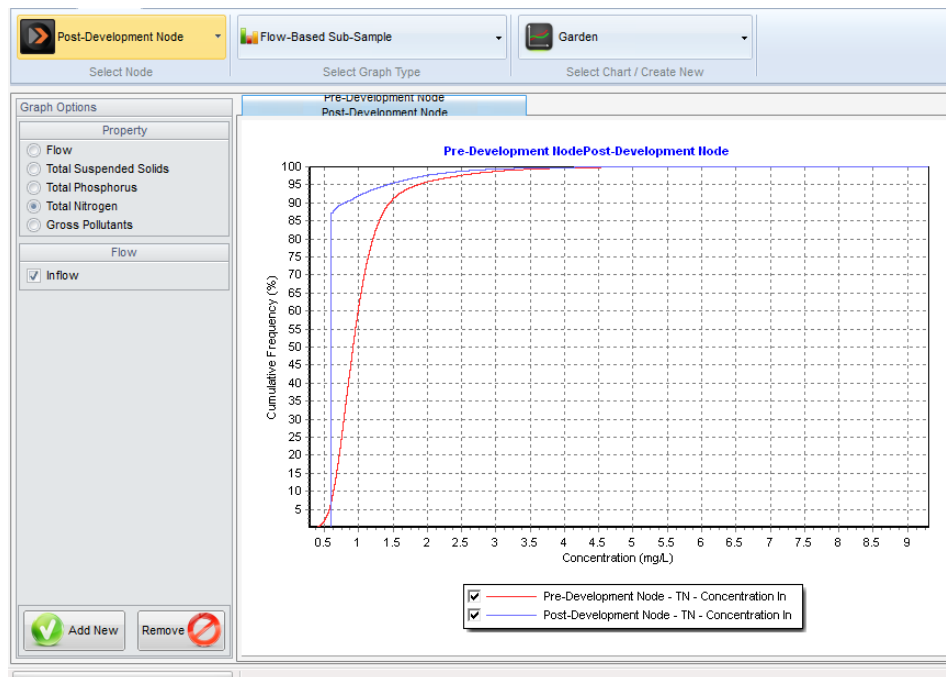 Post-Development Node
Flow-Based Sub-Sample
Garden
Select Node
Select Graph Type
Select Chart / Create New
Graph Options
Pre-Development Node
Post-Development Node
Property
Flow
Total Suspended Solids
Total Phosphorus
Total Nitrogen
Gross Pollutants
Flow
Inflow
Add New
Remove
Pre-Development NodePost-Development Node
100
95
90
85
80
75
70
65
60
55
50
45
40
35
30
25
20
15
10
5
Cumulative Frequency (%)
0.5 1 1.5 2 2.5 3 3.5 4 4.5 5 5.5 6 6.5 7 7.5 8 8.5 9
Concentration (mg/L)
Pre-Development Node - TN - Concentration In
Post-Development Node - TN - Concentration In